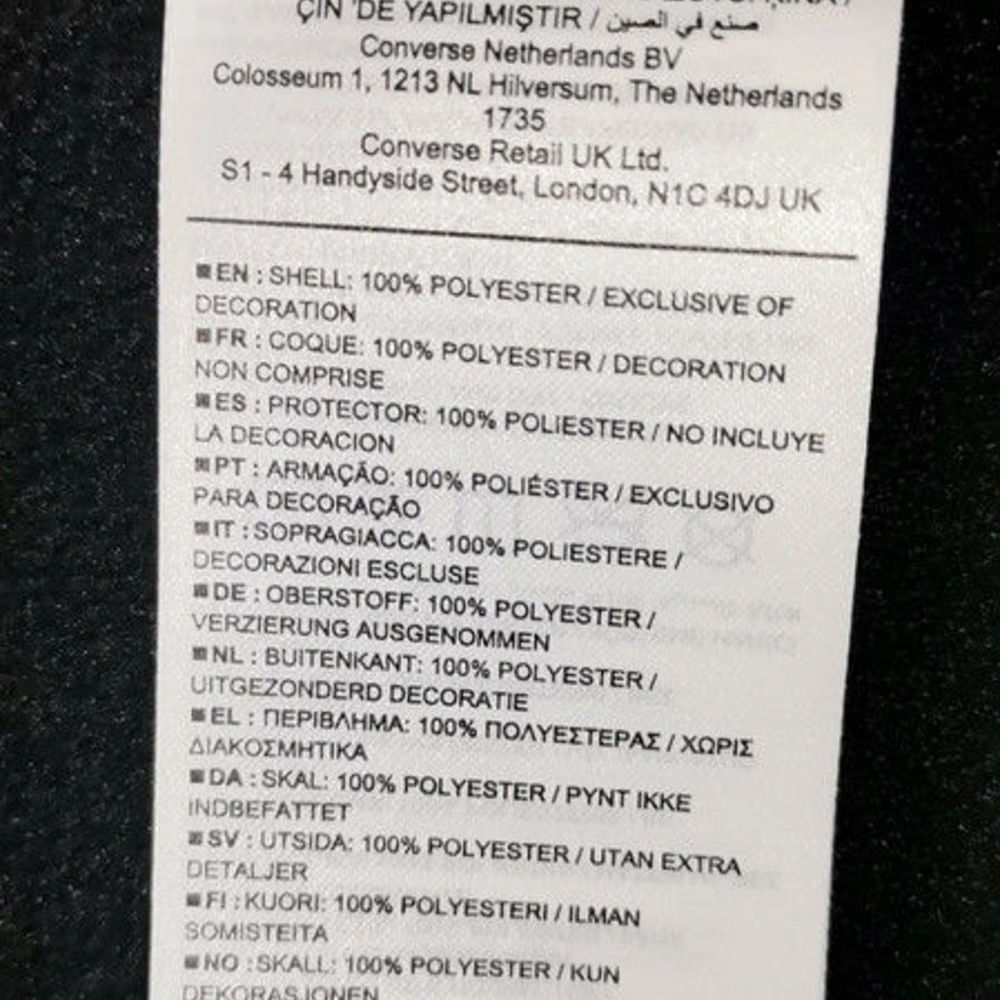 ÇİN 'DE YAPILMIŞTIR / صنع في الصين
Converse Netherlands BV
Colosseum 1, 1213 NL Hilversum, The Netherlands
1735
Converse Retail UK Ltd.
S1 - 4 Handyside Street, London, N1C 4DJ UK
EN : SHELL: 100% POLYESTER / EXCLUSIVE OF
DECORATION
FR : COQUE: 100% POLYESTER / DECORATION
NON COMPRISE
ES : PROTECTOR: 100% POLIESTER / NO INCLUYE
LA DECORACION
PT : ARMAÇÃO: 100% POLIÉSTER / EXCLUSIVO
PARA DECORAÇÃO
IT : SOPRAGIACCA: 100% POLIESTERE /
DECORAZIONI ESCLUSE
DE : OBERSTOFF: 100% POLYESTER /
VERZIERUNG AUSGENOMMEN
NL : BUITENKANT: 100% POLYESTER /
UITGEZONDERD DECORATIE
EL : ΠΕΡΙΒΛΗΜΑ: 100% ΠΟΛΥΕΣΤΕΡΑΣ / ΧΩΡΙΣ
ΔΙΑΚΟΣΜΗΤΙΚΑ
DA : SKAL: 100% POLYESTER / PYNT IKKE
INDBEFATTET
SV : UTSIDA: 100% POLYESTER / UTAN EXTRA
DETALJER
FI : KUORI: 100% POLYESTERI / ILMAN
SOMISTEITA
NO : SKALL: 100% POLYESTER / KUN
DEKORASJONEN